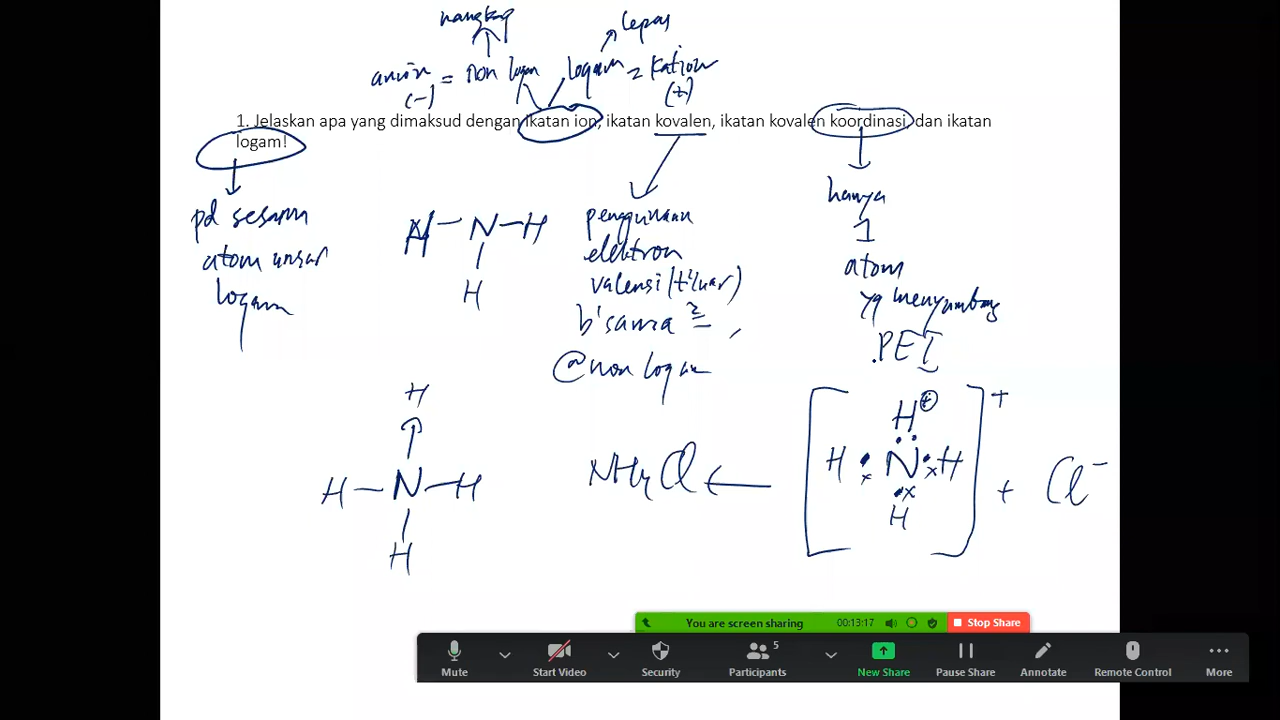 nangkap lepas
anion = non logam logam = kation
(-) (+)
1. Jelaskan apa yang dimaksud dengan ikatan ion, ikatan kovalen, ikatan kovalen koordinasi, dan ikatan
logam!
pd sesama
atom unsur
logam
H - N - H
H
penggunaan
elektron
valensi (t'luar)
b'sama²
@non logam
hanya
1
atom
yg menyumbang
PET
H
H - N - H
H
NH4Cl
H + +
H N H + Cl-
H
You are screen sharing 00:13:17 Stop Share
5
Mute Start Video Security Participants New Share Pause Share Annotate Remote Control More